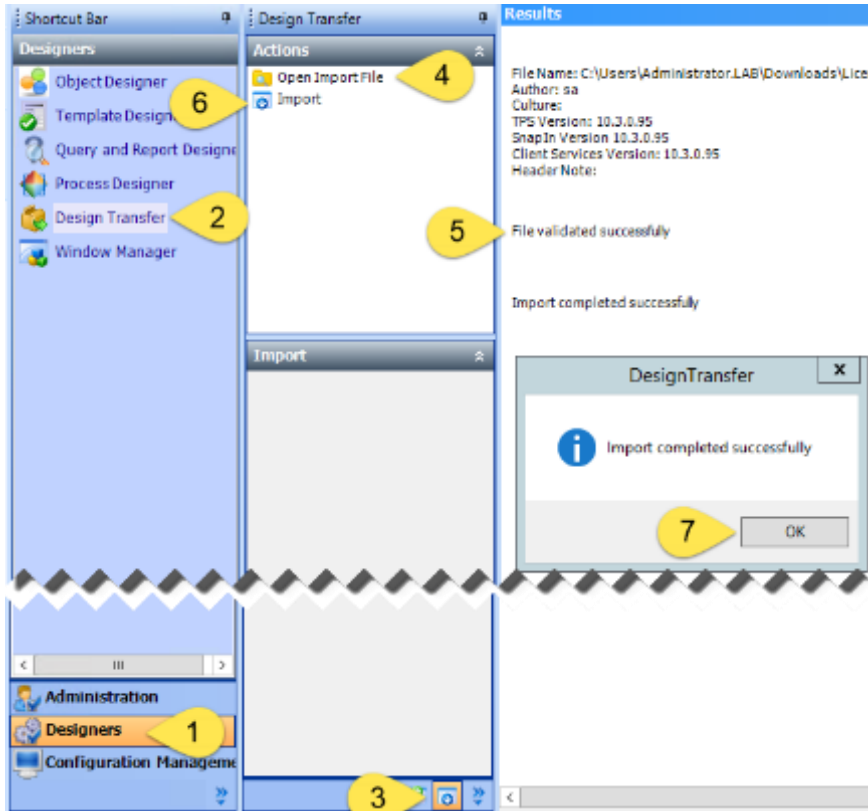 Shortcut Bar
Designers
Object Designer
6
Template Design
Query and Report Designe
Process Designer
Design Transfer
2
Window Manager
Administration
Designers
1
Configuration Manageme
Design Transfer
Actions
Open Import File
4
Import
Import
3
Results
File Name: C:\Users\Administrator.LAB\Downloads\Lice
Author: sa
Culture:
TPS Version: 10.3.0.95
SnapIn Version 10.3.0.95
Client Services Version: 10.3.0.95
Header Note:
5
File validated successfully
Import completed successfully
DesignTransfer
x
Import completed successfully
7
OK